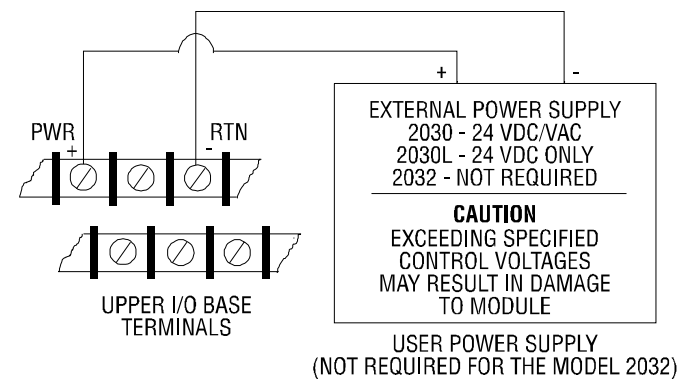 + -
EXTERNAL POWER SUPPLY
2030 - 24 VDC/VAC
2030L - 24 VDC ONLY
2032 - NOT REQUIRED
CAUTION
EXCEEDING SPECIFIED
CONTROL VOLTAGES
MAY RESULT IN DAMAGE
TO MODULE
PWR RTN
+ -
UPPER I/O BASE
TERMINALS
USER POWER SUPPLY
(NOT REQUIRED FOR THE MODEL 2032)